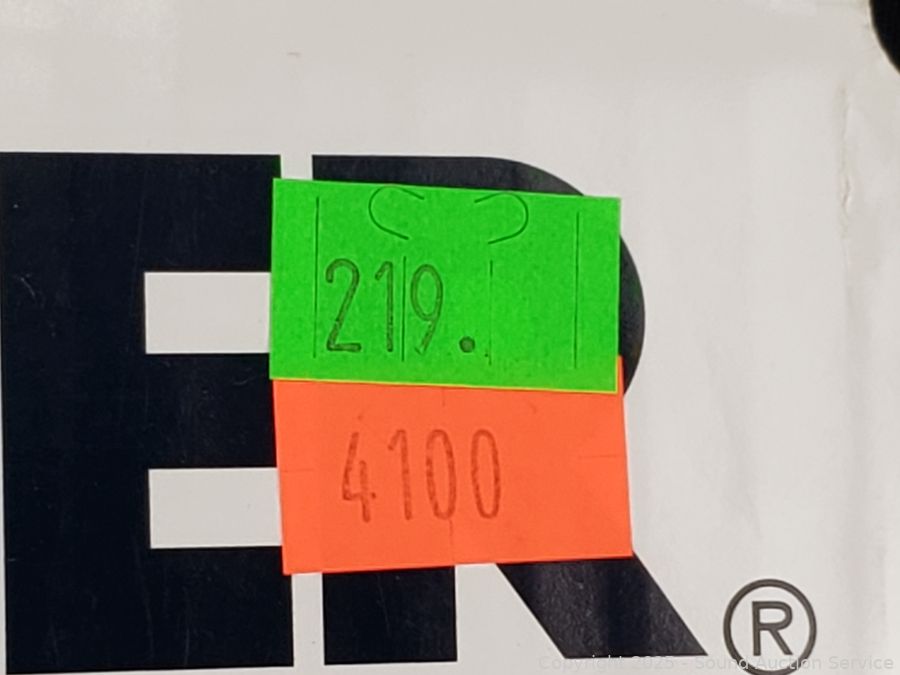 ER
219.
4100
®
Copyright 2025 - Sound Auction Service